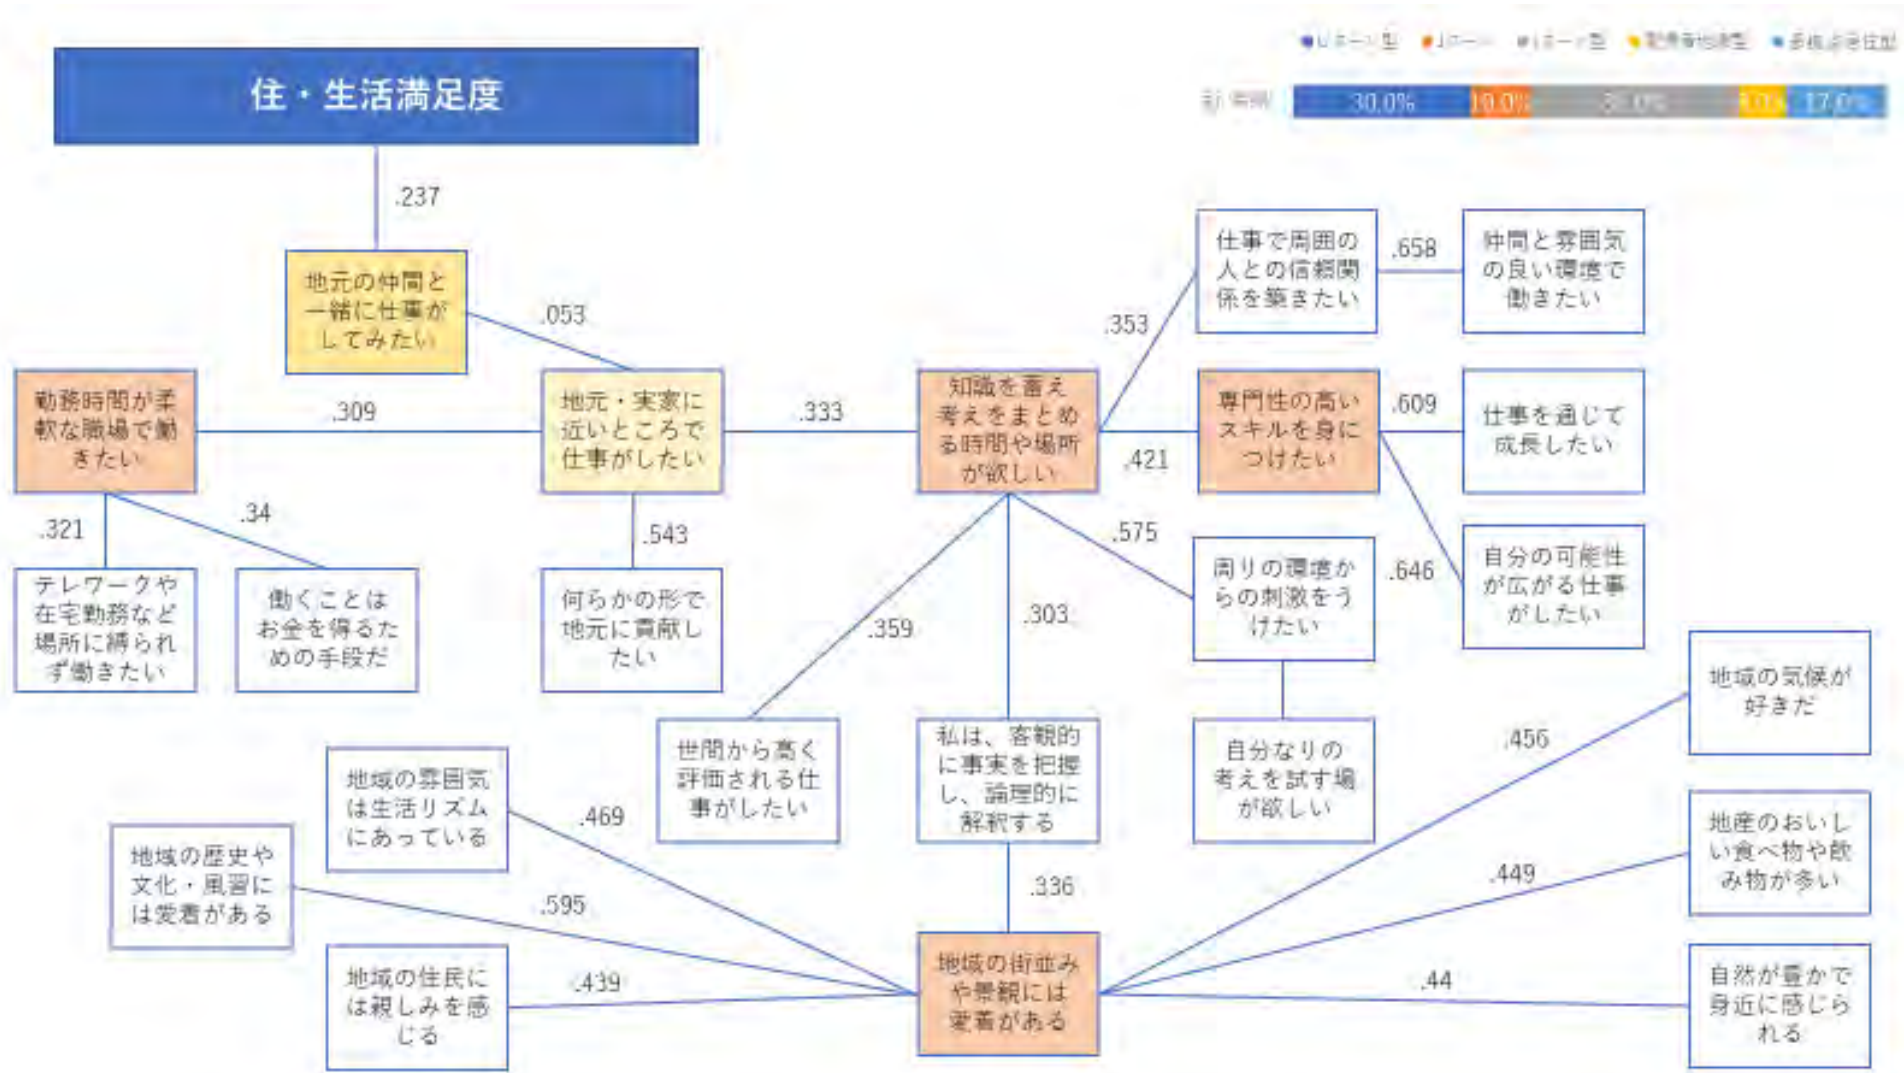 住・生活満足度
30.0%
10.0%
17.0%
.237
地元の仲間と
一緒に仕事が
してみたい
.053
仕事で周囲の
人との信頼関
係を築きたい
.658
仲間と雰囲気
の良い環境で
働きたい
.353
勤務時間が柔
軟な職場で働
きたい
.309
地元・実家に
近いところで
仕事がしたい
.333
知識を蓄え
考えをまとめ
る時間や場所
が欲しい
.421
専門性の高い
スキルを身に
つけたい
.609
仕事を通じて
成長したい
.321
.34
.543
.575
.646
自分の可能性
が広がる仕事
がしたい
テレワークや
在宅勤務など
場所に縛られ
ず働きたい
働くことは
お金を得るた
めの手段だ
何らかの形で
地元に貢献し
たい
周りの環境か
らの刺激をう
けたい
.359
.303
世間から高く
評価される仕
事がしたい
私は、客観的
に事実を把握
し、論理的に
解釈する
自分なりの
考えを試す場
が欲しい
地域の気候が
好きだ
.456
地域の雰囲気
は生活リズム
にあっている
.469
地域の歴史や
文化・風習に
は愛着がある
.595
.336
.449
地産のおいし
い食べ物や飲
み物が多い
地域の住民に
は親しみを感
じる
.439
地域の街並み
や景観には
愛着がある
.44
自然が豊かで
身近に感じら
れる